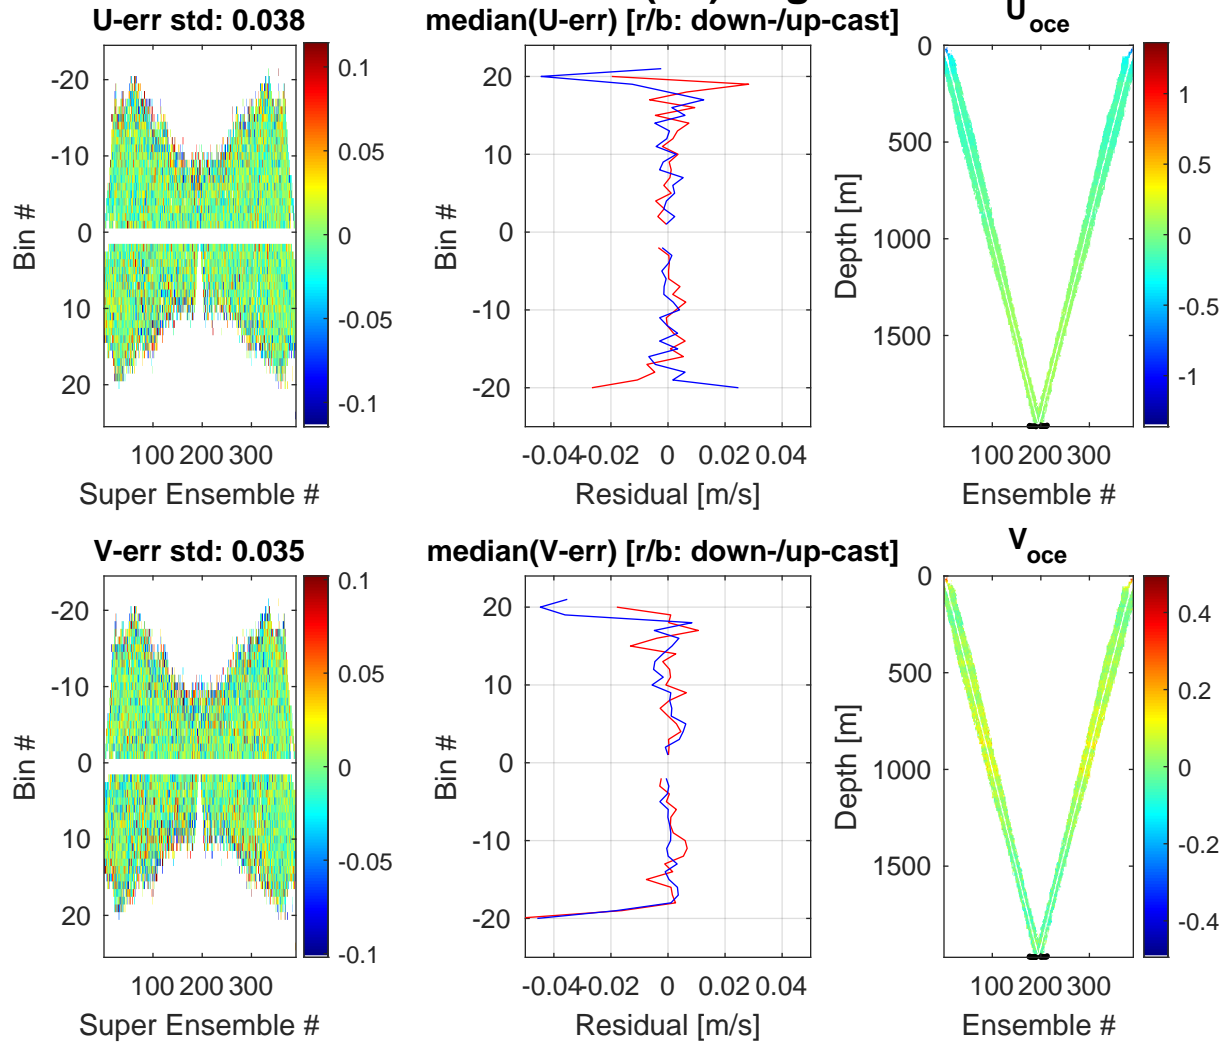 U-err std: 0.038
-20
-10
0
10
20
Bin #
100 200 300
Super Ensemble #
0.1
0.05
0
-0.05
-0.1
median(U-err) [r/b: down-/up-cast]
20
10
0
-10
-20
Bin #
-0.04 -0.02 0 0.02 0.04
Residual [m/s]
U_oce
0
500
1000
1500
Depth [m]
100 200 300
Ensemble #
1
0.5
0
-0.5
-1
V-err std: 0.035
-20
-10
0
10
20
Bin #
100 200 300
Super Ensemble #
0.1
0.05
0
-0.05
-0.1
median(V-err) [r/b: down-/up-cast]
20
10
0
-10
-20
Bin #
-0.04 -0.02 0 0.02 0.04
Residual [m/s]
V_oce
0
500
1000
1500
Depth [m]
100 200 300
Ensemble #
0.4
0.2
0
-0.2
-0.4